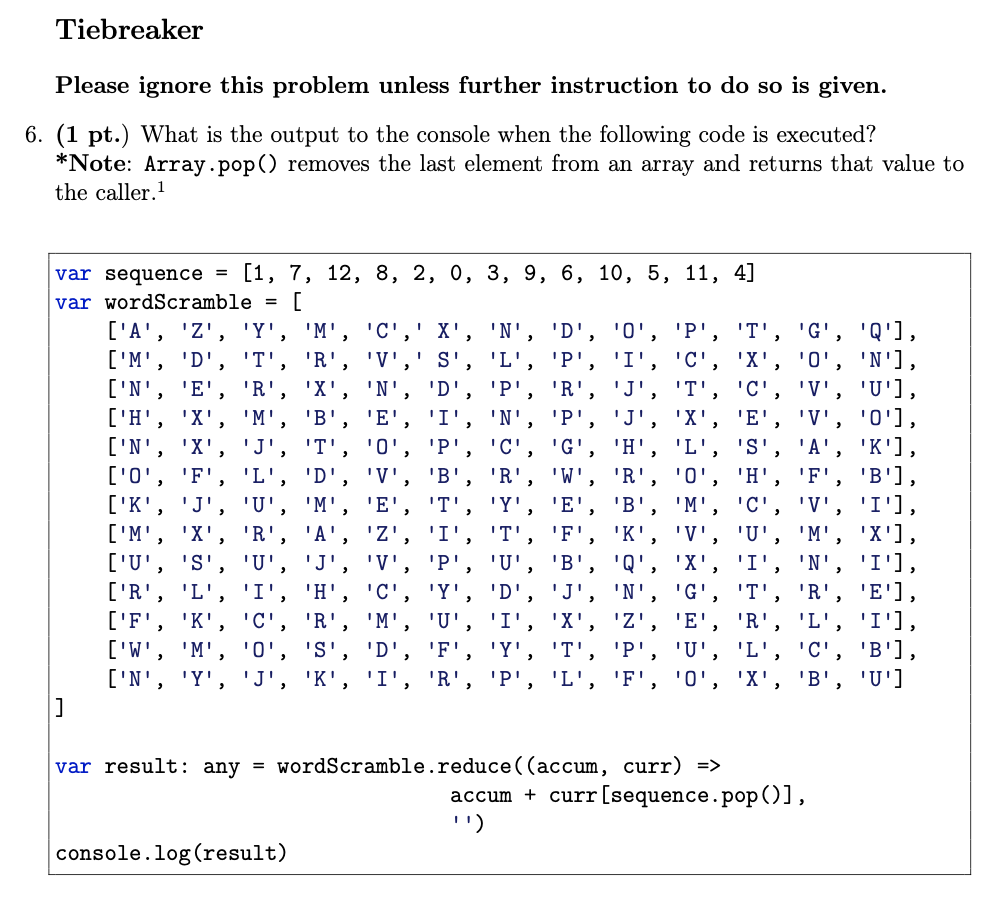 Tiebreaker
Please ignore this problem unless further instruction to do so is given.
6. (1 pt.) What is the output to the console when the following code is executed?
*Note: Array.pop() removes the last element from an array and returns that value to
the caller.1
var sequence = [1, 7, 12, 8, 2, 0, 3, 9, 6, 10, 5, 11, 4]
var wordScramble = [
['A', 'Z', 'Y', 'M', 'C',' X', 'N', 'D', 'O', 'P', 'T', 'G', 'Q'],
['M', 'D', 'T', 'R', 'V',' S', 'L', 'P', 'I', 'C', 'X', 'O', 'N'],
['N', 'E', 'R', 'X', 'N', 'D', 'P', 'R', 'J', 'T', 'C', 'V', 'U'],
['H', 'X', 'M', 'B', 'E', 'I', 'N', 'P', 'J', 'X', 'E', 'V', 'O'],
['N', 'X', 'J', 'T', 'O', 'P', 'C', 'G', 'H', 'L', 'S', 'A', 'K'],
['O', 'F', 'L', 'D', 'V', 'B', 'R', 'W', 'R', 'O', 'H', 'F', 'B'],
['K', 'J', 'U', 'M', 'E', 'T', 'Y', 'E', 'B', 'M', 'C', 'V', 'I'],
['M', 'X', 'R', 'A', 'Z', 'I', 'T', 'F', 'K', 'V', 'U', 'M', 'X'],
['U', 'S', 'U', 'J', 'V', 'P', 'U', 'B', 'Q', 'X', 'I', 'N', 'I'],
['R', 'L', 'I', 'H', 'C', 'Y', 'D', 'J', 'N', 'G', 'T', 'R', 'E'],
['F', 'K', 'C', 'R', 'M', 'U', 'I', 'X', 'Z', 'E', 'R', 'L', 'I'],
['W', 'M', 'O', 'S', 'D', 'F', 'Y', 'T', 'P', 'U', 'L', 'C', 'B'],
['N', 'Y', 'J', 'K', 'I', 'R', 'P', 'L', 'F', 'O', 'X', 'B', 'U']
]
var result: any = wordScramble.reduce((accum, curr) =>
accum + curr[sequence.pop()],
'')
console.log(result)